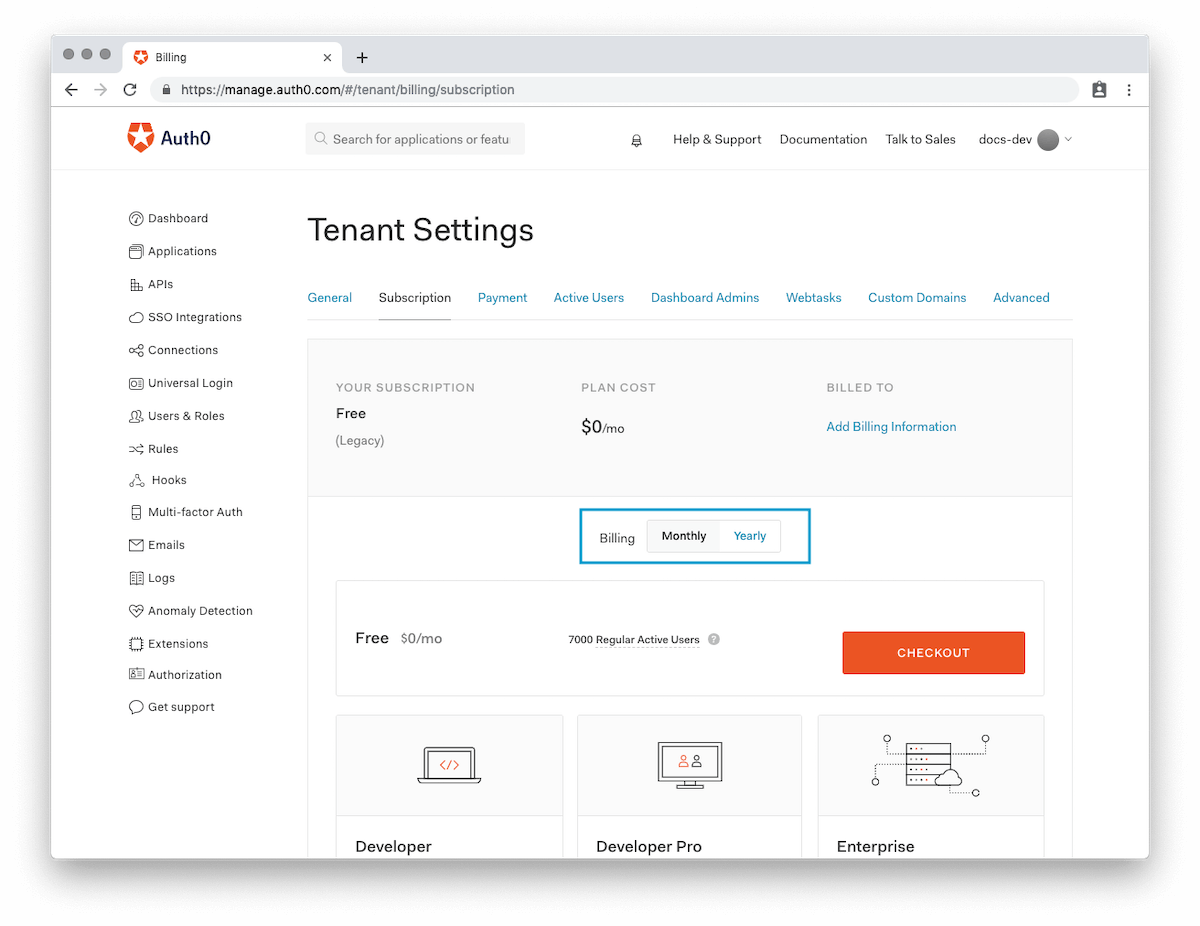 Billing
https://manage.auth0.com/#/tenant/billing/subscription
Auth0
Search for applications or featu
Help & Support
Documentation
Talk to Sales
docs-dev
Dashboard
Applications
APIs
SSO Integrations
Connections
Universal Login
Users & Roles
Rules
Hooks
Multi-factor Auth
Emails
Logs
Anomaly Detection
Extensions
Authorization
Get support
Tenant Settings
General
Subscription
Payment
Active Users
Dashboard Admins
Webtasks
Custom Domains
Advanced
YOUR SUBSCRIPTION
Free
(Legacy)
PLAN COST
$0/mo
BILLED TO
Add Billing Information
Billing
Monthly
Yearly
Free $0/mo
7000 Regular Active Users ?
CHECKOUT
</>
Developer
Developer Pro
Enterprise